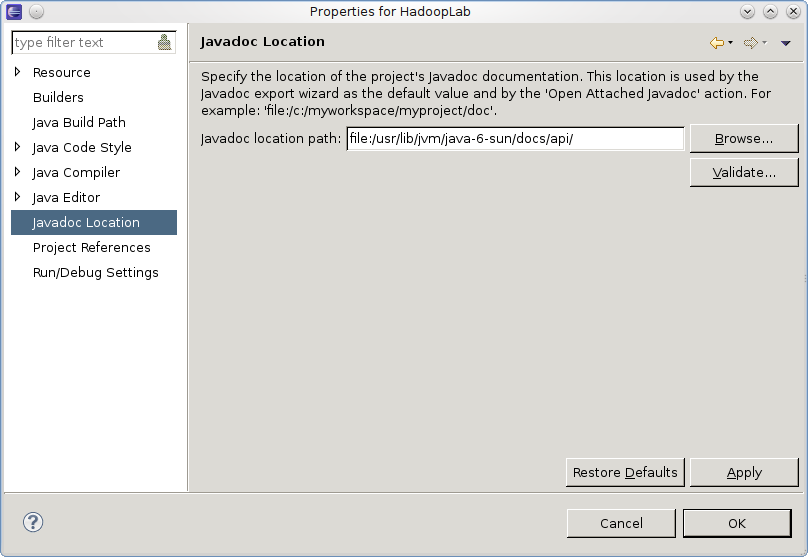 Properties for HadoopLab
type filter text
Resource
Builders
Java Build Path
Java Code Style
Java Compiler
Java Editor
Javadoc Location
Project References
Run/Debug Settings
Javadoc Location
Specify the location of the project's Javadoc documentation. This location is used by the
Javadoc export wizard as the default value and by the 'Open Attached Javadoc' action. For
example: 'file:/c:/myworkspace/myproject/doc'.
Javadoc location path: file:/usr/lib/jvm/java-6-sun/docs/api/ Browse...
Validate...
Restore Defaults Apply
? Cancel OK